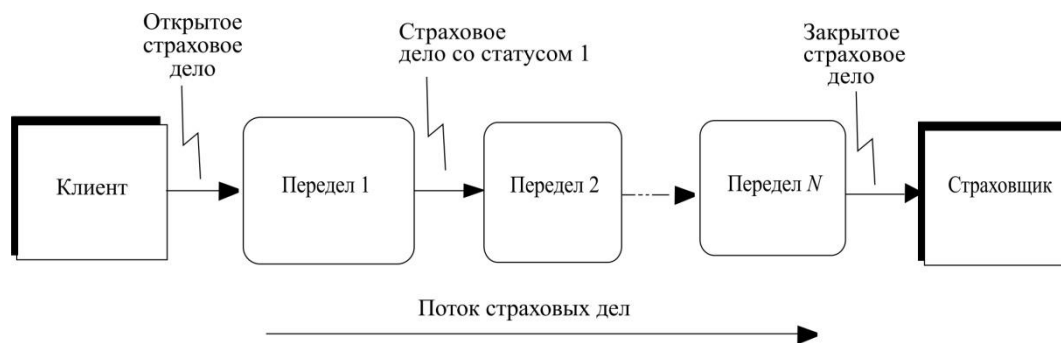 Открытое
страховое
дело
Страховое
дело со статусом 1
Закрытое
страховое
дело
Клиент
Передел 1
Передел 2
Передел N
Страховщик
Поток страховых дел